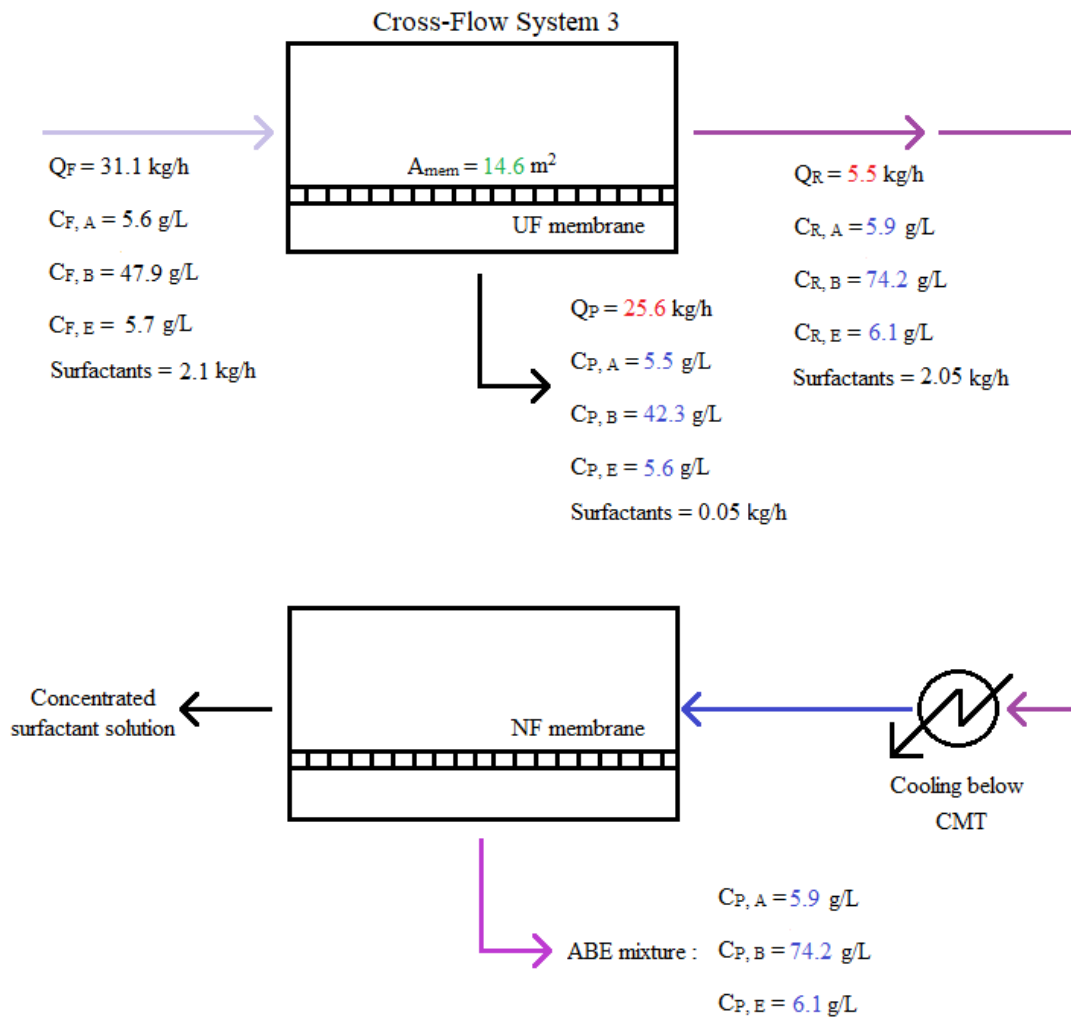 Cross-Flow System 3
QF = 31.1 kg/h
CF, A = 5.6 g/L
CF, B = 47.9 g/L
CF, E = 5.7 g/L
Surfactants = 2.1 kg/h
Amem = 14.6 m2
UF membrane
QP = 25.6 kg/h
CP, A = 5.5 g/L
CP, B = 42.3 g/L
CP, E = 5.6 g/L
Surfactants = 0.05 kg/h
QR = 5.5 kg/h
CR, A = 5.9 g/L
CR, B = 74.2 g/L
CR, E = 6.1 g/L
Surfactants = 2.05 kg/h
Concentrated
surfactant solution
NF membrane
Cooling below
CMT
ABE mixture :
CP, A = 5.9 g/L
CP, B = 74.2 g/L
CP, E = 6.1 g/L